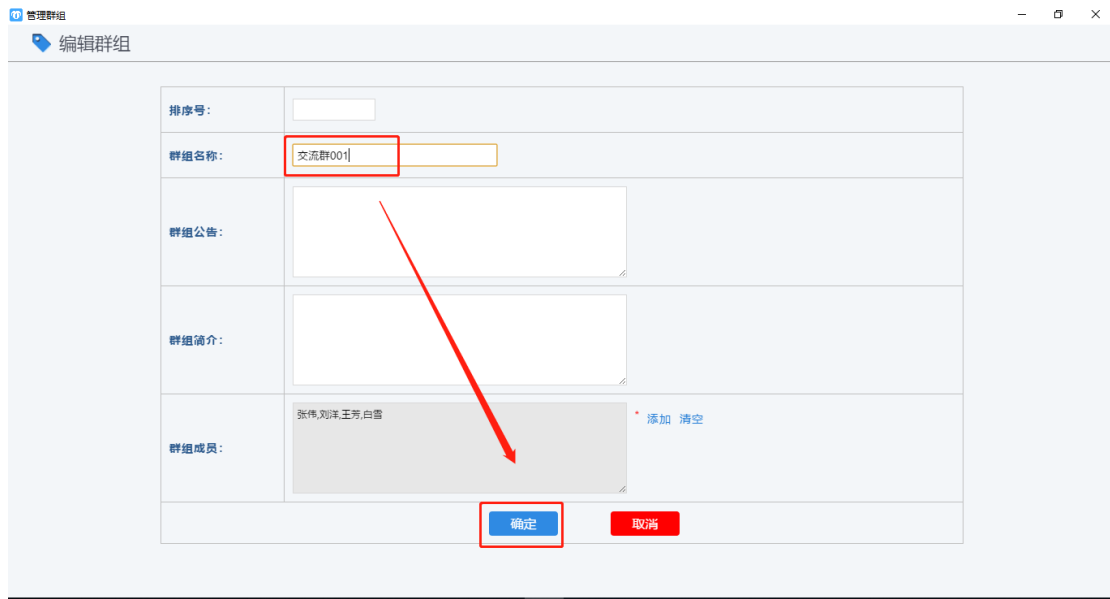 管理群组
编辑群组
排序号：
群组名称： 交流群001
群组公告：
群组简介：
群组成员： 张伟,刘洋,王芳,白雪 * 添加 清空
确定 取消